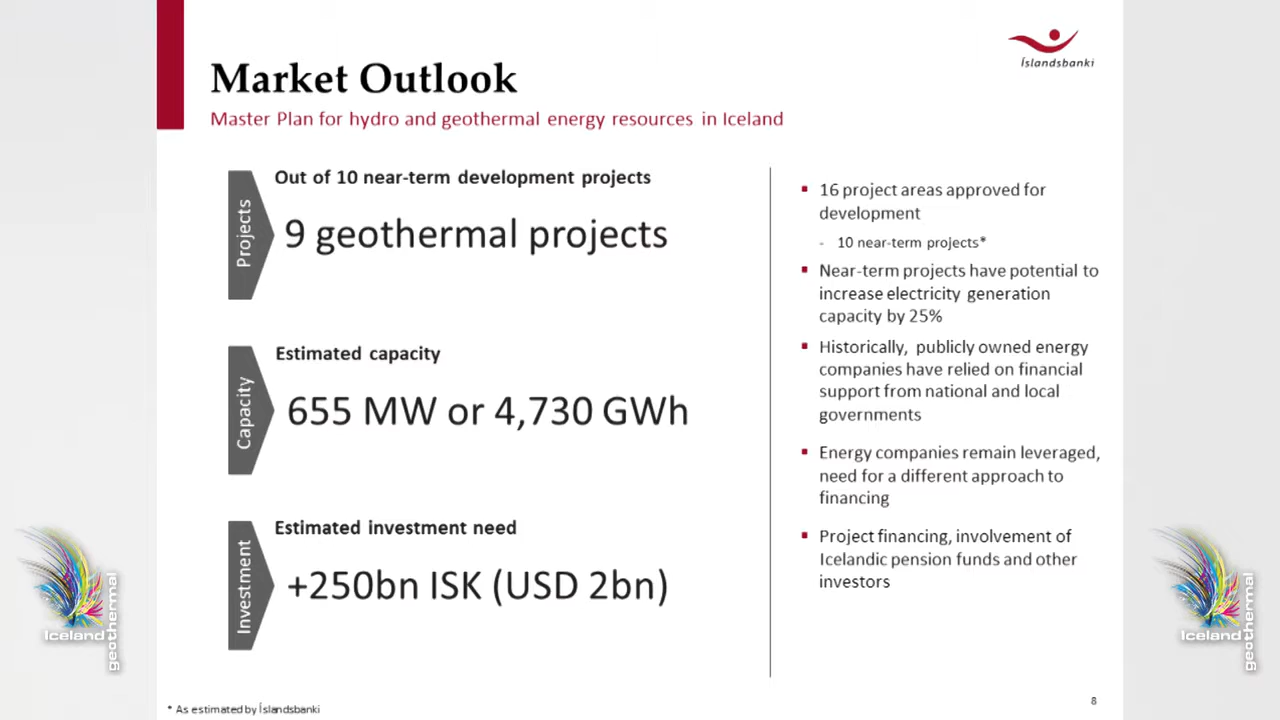 Íslandsbanki
Market Outlook
Master Plan for hydro and geothermal energy resources in Iceland
Projects
Out of 10 near-term development projects
9 geothermal projects
Capacity
Estimated capacity
655 MW or 4,730 GWh
Investment
Estimated investment need
+250bn ISK (USD 2bn)
▪ 16 project areas approved for
development
- 10 near-term projects*
▪ Near-term projects have potential to
increase electricity generation
capacity by 25%
▪ Historically, publicly owned energy
companies have relied on financial
support from national and local
governments
▪ Energy companies remain leveraged,
need for a different approach to
financing
▪ Project financing, involvement of
Icelandic pension funds and other
investors
Iceland
geothermal
Iceland
geothermal
* As estimated by Íslandsbanki
8